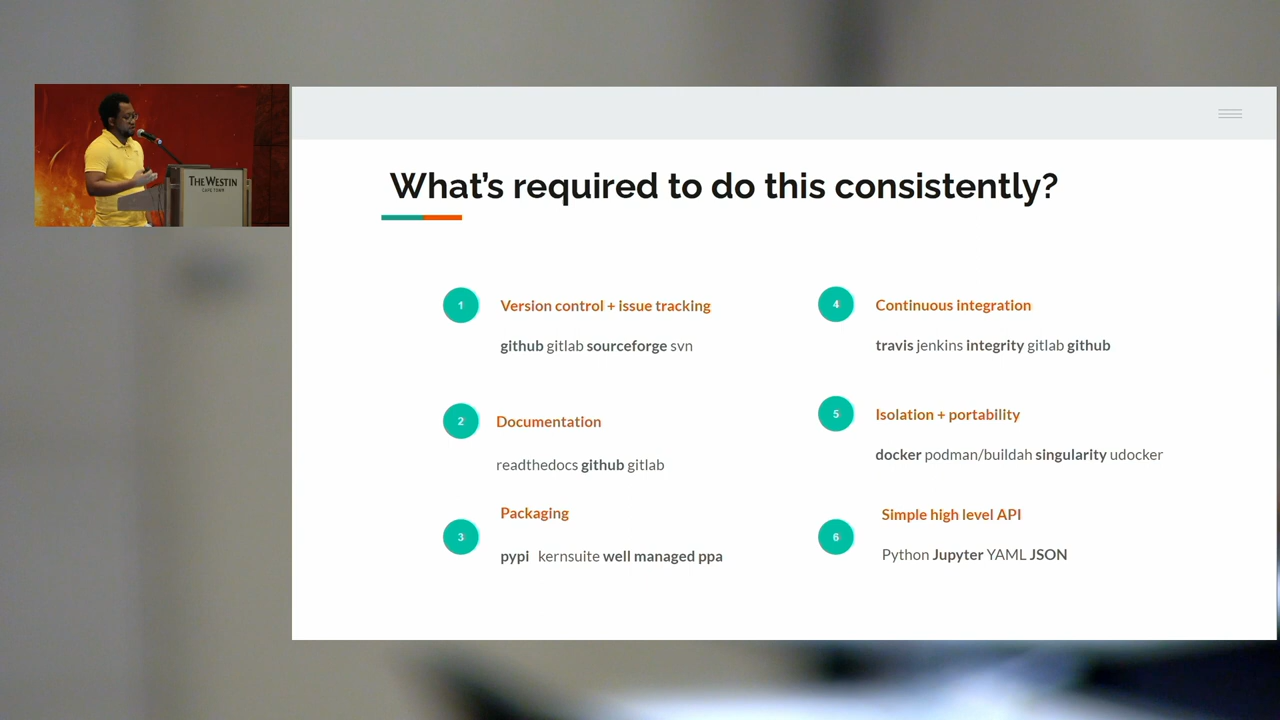 THE WESTIN
CAPE TOWN
What's required to do this consistently?
1
Version control + issue tracking
github gitlab sourceforge svn
2
Documentation
readthedocs github gitlab
3
Packaging
pypi kernsuite well managed ppa
4
Continuous integration
travis jenkins integrity gitlab github
5
Isolation + portability
docker podman/buildah singularity udocker
6
Simple high level API
Python Jupyter YAML JSON